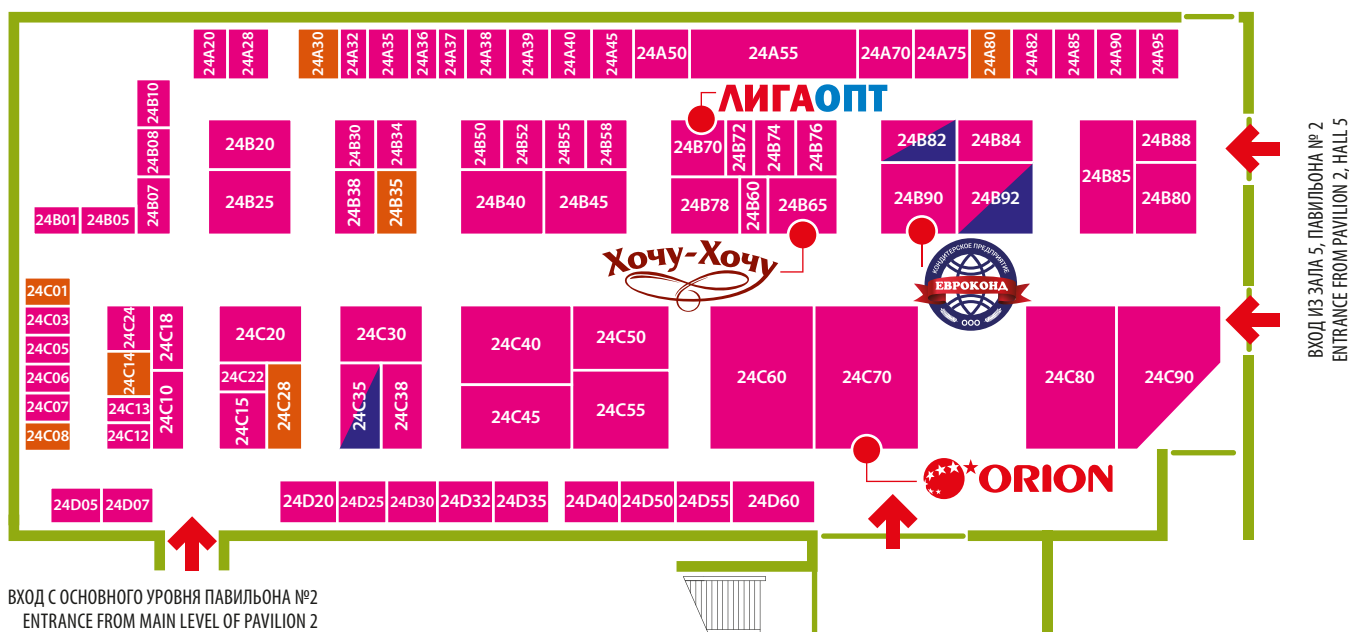 24A20
24A28
24A30
24A32
24A35
24A36
24A37
24A38
24A39
24A40
24A45
24A50
24A55
24A70
24A75
24A80
24A82
24A85
24A90
24A95
ЛИГАОПТ
24B10
24B08
24B07
24B01
24B05
24B20
24B25
24B30
24B34
24B38
24B35
24B50
24B52
24B55
24B58
24B40
24B45
24B70
24B72
24B74
24B76
24B78
24B60
24B65
24B82
24B84
24B90
24B92
24B85
24B88
24B80
ВХОД ИЗ ЗАЛА 5, ПАВИЛЬОНА № 2
ENTRANCE FROM PAVILION 2, HALL 5
Хочу-Хочу
КОНДИТЕРСКОЕ ПРЕДПРИЯТИЕ
ЕВРОКОНД
ООО
24C01
24C03
24C05
24C06
24C07
24C08
24C24
24C18
24C14
24C13
24C12
24C10
24C20
24C22
24C15
24C28
24C30
24C35
24C38
24C40
24C50
24C45
24C55
24C60
24C70
24C80
24C90
ORION
24D05
24D07
24D20
24D25
24D30
24D32
24D35
24D40
24D50
24D55
24D60
ВХОД С ОСНОВНОГО УРОВНЯ ПАВИЛЬОНА №2
ENTRANCE FROM MAIN LEVEL OF PAVILION 2